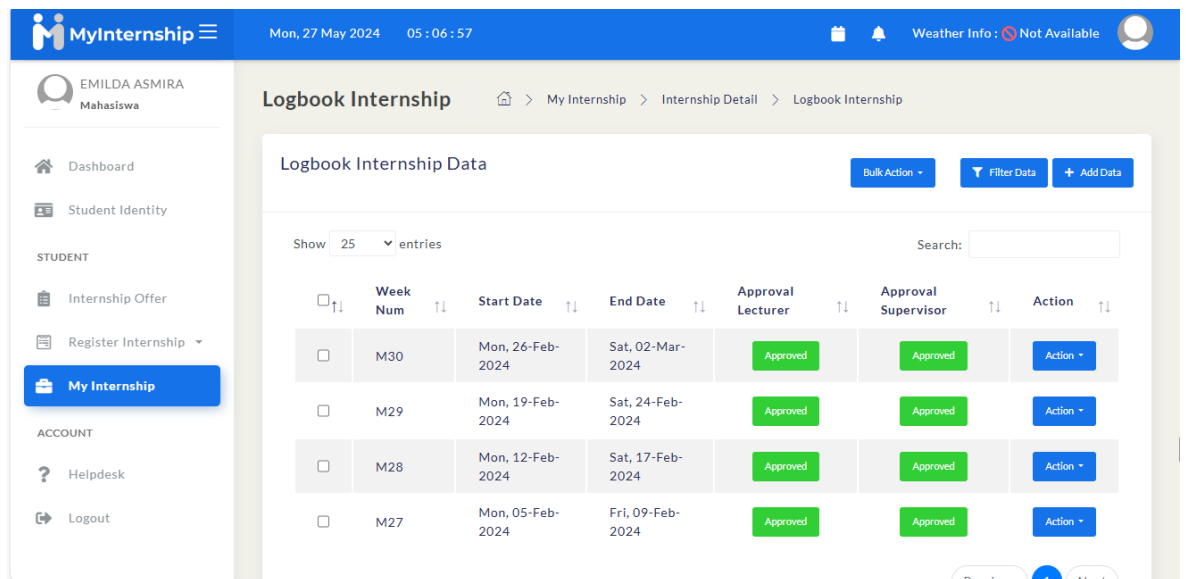 MyInternship
Mon, 27 May 2024 05:06:57
Weather Info : Not Available
EMILDA ASMIRA
Mahasiswa
Dashboard
Student Identity
STUDENT
Internship Offer
Register Internship
My Internship
ACCOUNT
Helpdesk
Logout
Logbook Internship
> My Internship > Internship Detail > Logbook Internship
Logbook Internship Data
Bulk Action
Filter Data
+ Add Data
Show 25 entries
Search:
Week Num
Start Date
End Date
Approval Lecturer
Approval Supervisor
Action
M30 Mon, 26-Feb-2024 Sat, 02-Mar-2024 Approved Approved Action
M29 Mon, 19-Feb-2024 Sat, 24-Feb-2024 Approved Approved Action
M28 Mon, 12-Feb-2024 Sat, 17-Feb-2024 Approved Approved Action
M27 Mon, 05-Feb-2024 Fri, 09-Feb-2024 Approved Approved Action